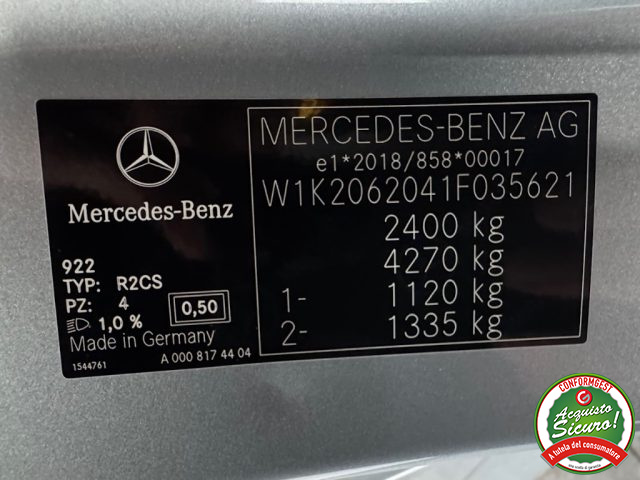 Mercedes-Benz
922
TYP: R2CS
PZ: 4
1,0 %
0,50
Made in Germany
1544761
A 000 817 44 04
MERCEDES-BENZ AG
e1*2018/858*00017
W1K2062041F035621
2400 kg
4270 kg
1- 1120 kg
2- 1335 kg
CONFORMGEST
Acquisto
Sicuro!
A tutela del consumatore